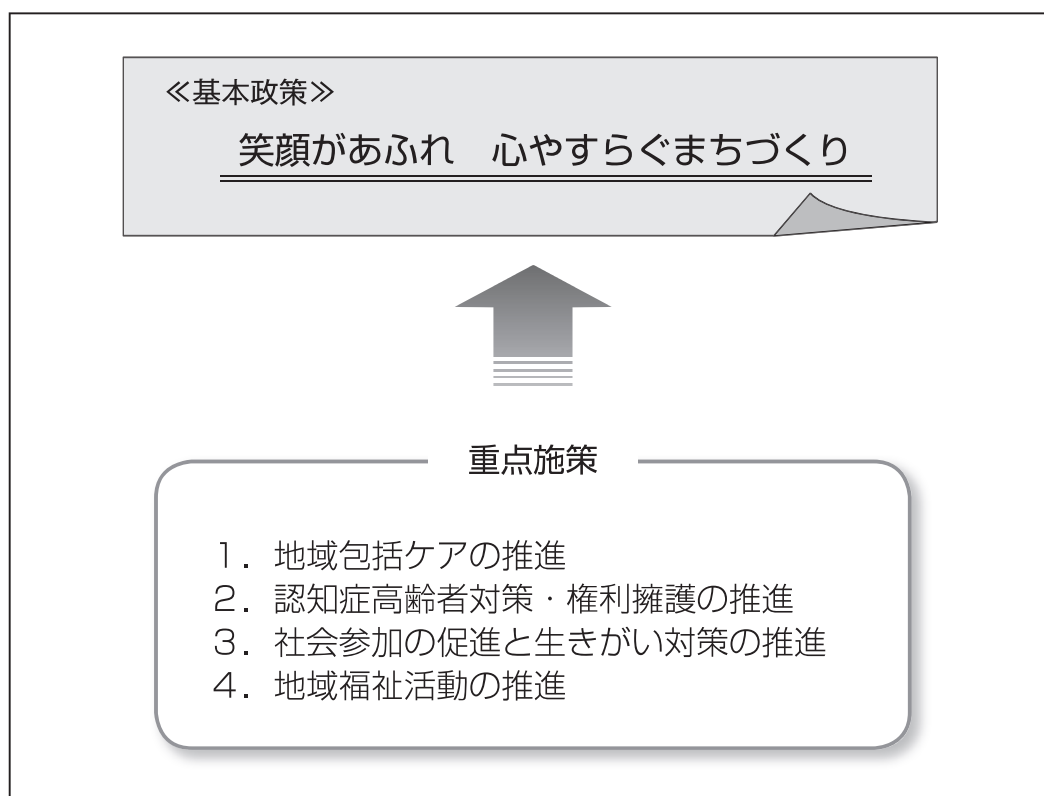 ≪基本政策≫
笑顔があふれ　心やすらぐまちづくり
重点施策
１．地域包括ケアの推進
２．認知症高齢者対策・権利擁護の推進
３．社会参加の促進と生きがい対策の推進
４．地域福祉活動の推進